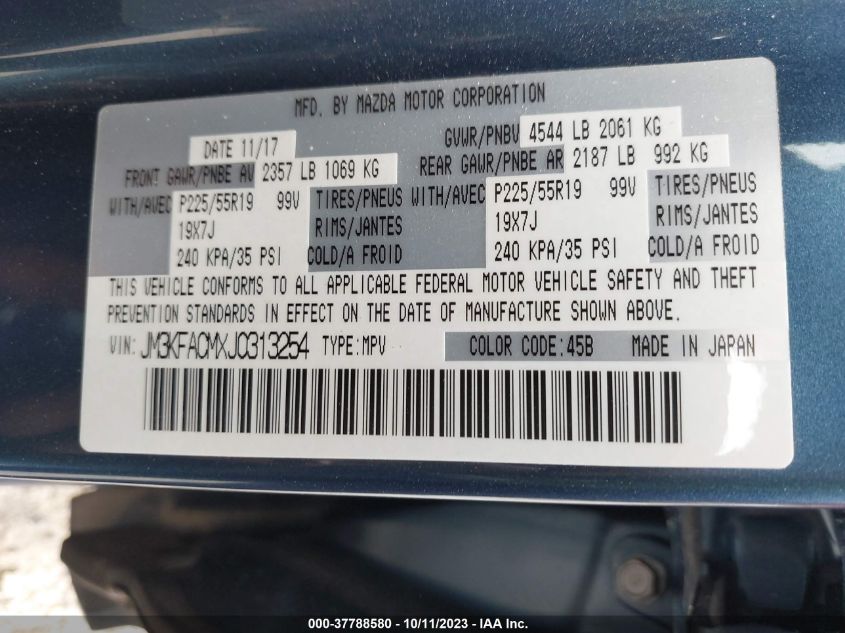 MFD. BY MAZDA MOTOR CORPORATION
DATE 11/17 GVWR/PNBV 4544 LB 2061 KG
FRONT GAWR/PNBE AV 2357 LB 1069 KG REAR GAWR/PNBE AR 2187 LB 992 KG
WITH/AVEC P225/55R19 99V TIRES/PNEUS WITH/AVEC P225/55R19 99V TIRES/PNEUS
19X7J RIMS/JANTES 19X7J RIMS/JANTES
240 KPA/35 PSI COLD/A FROID 240 KPA/35 PSI COLD/A FROID
THIS VEHICLE CONFORMS TO ALL APPLICABLE FEDERAL MOTOR VEHICLE SAFETY AND THEFT
PREVENTION STANDARDS IN EFFECT ON THE DATE OF MANUFACTURE SHOWN ABOVE.
VIN: JM3KFACMXJ0313254 TYPE:MPV COLOR CODE:45B MADE IN JAPAN
000-37788580 - 10/11/2023 - IAA Inc.